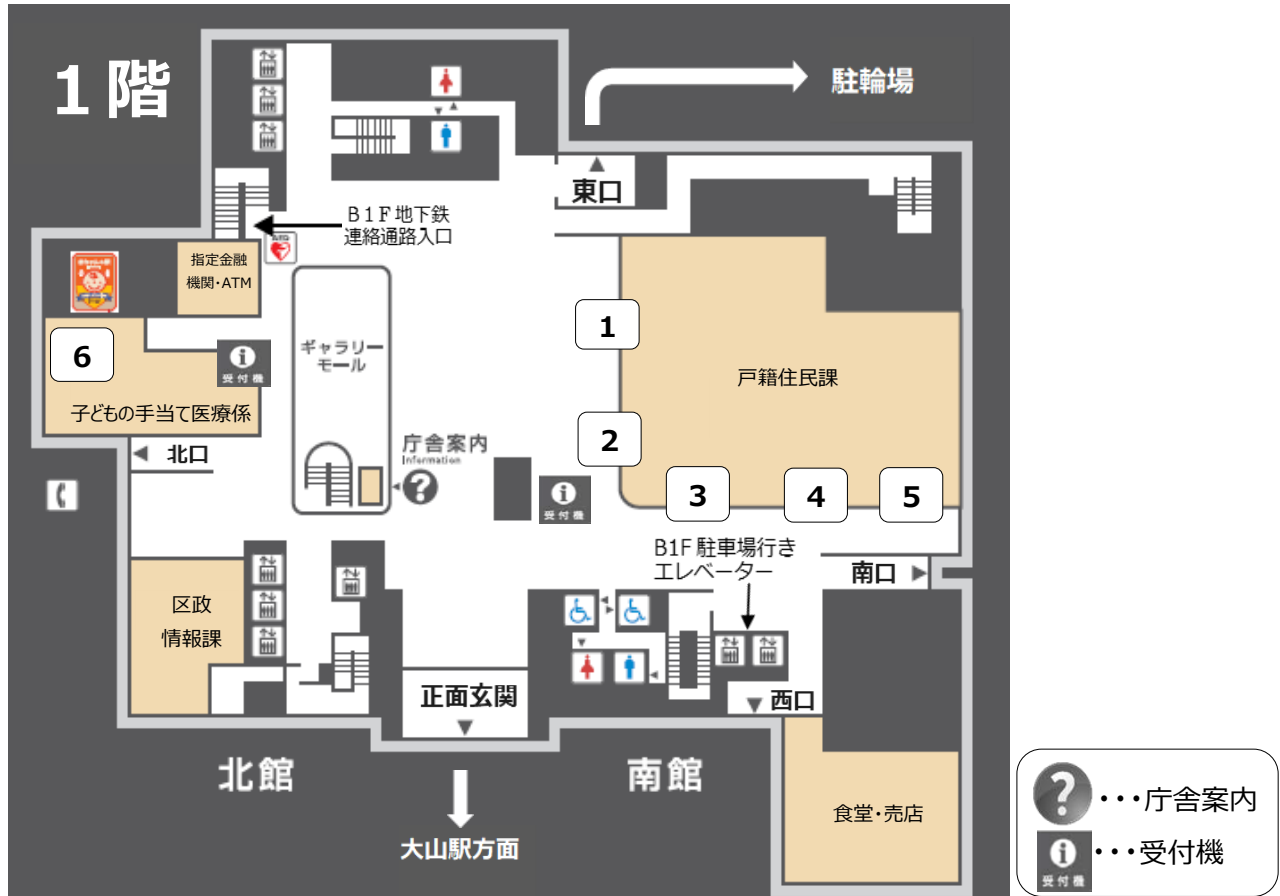 1階
駐輪場
東口
B1F地下鉄
連絡通路入口
指定金融
機関・ATM
1
ギャラリー
モール
6
受付機
戸籍住民課
子どもの手当て医療係
2
庁舎案内
Information
?
北口
3
4
5
受付機
B1F駐車場行き
エレベーター
南口
区政
情報課
正面玄関
西口
北館
南館
食堂・売店
大山駅方面
?・・・庁舎案内
受付機・・・受付機